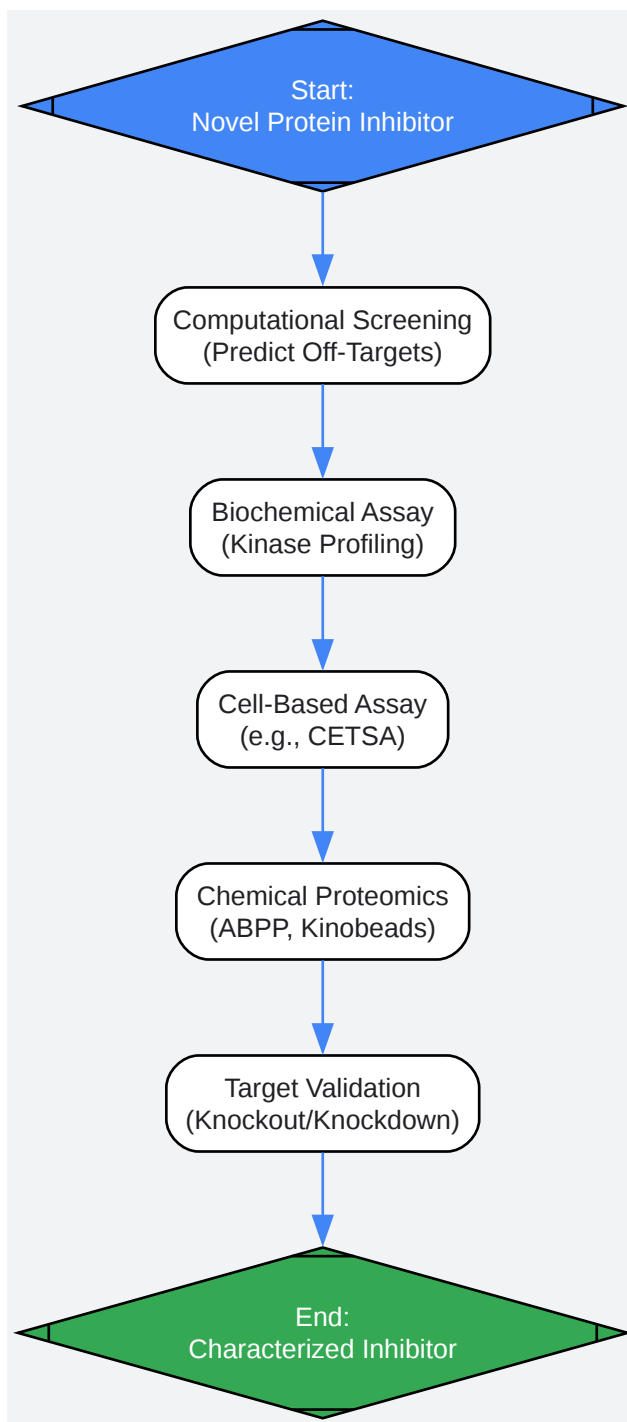 Start:
Novel Protein Inhibitor
Computational Screening
(Predict Off-Targets)
Biochemical Assay
(Kinase Profiling)
Cell-Based Assay
(e.g., CETSA)
Chemical Proteomics
(ABPP, Kinobeads)
Target Validation
(Knockout/Knockdown)
End:
Characterized Inhibitor